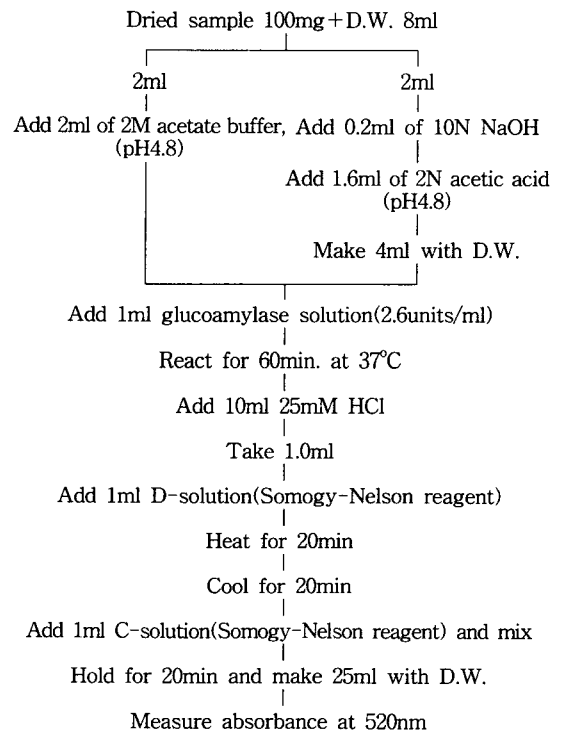 Dried sample 100mg+D.W. 8ml
2ml 2ml
Add 2ml of 2M acetate buffer, Add 0.2ml of 10N NaOH
(pH4.8)
Add 1.6ml of 2N acetic acid
(pH4.8)
Make 4ml with D.W.
Add 1ml glucoamylase solution(2.6units/ml)
React for 60min. at 37℃
Add 10ml 25mM HCl
Take 1.0ml
Add 1ml D-solution(Somogy-Nelson reagent)
Heat for 20min
Cool for 20min
Add 1ml C-solution(Somogy-Nelson reagent) and mix
Hold for 20min and make 25ml with D.W.
Measure absorbance at 520nm